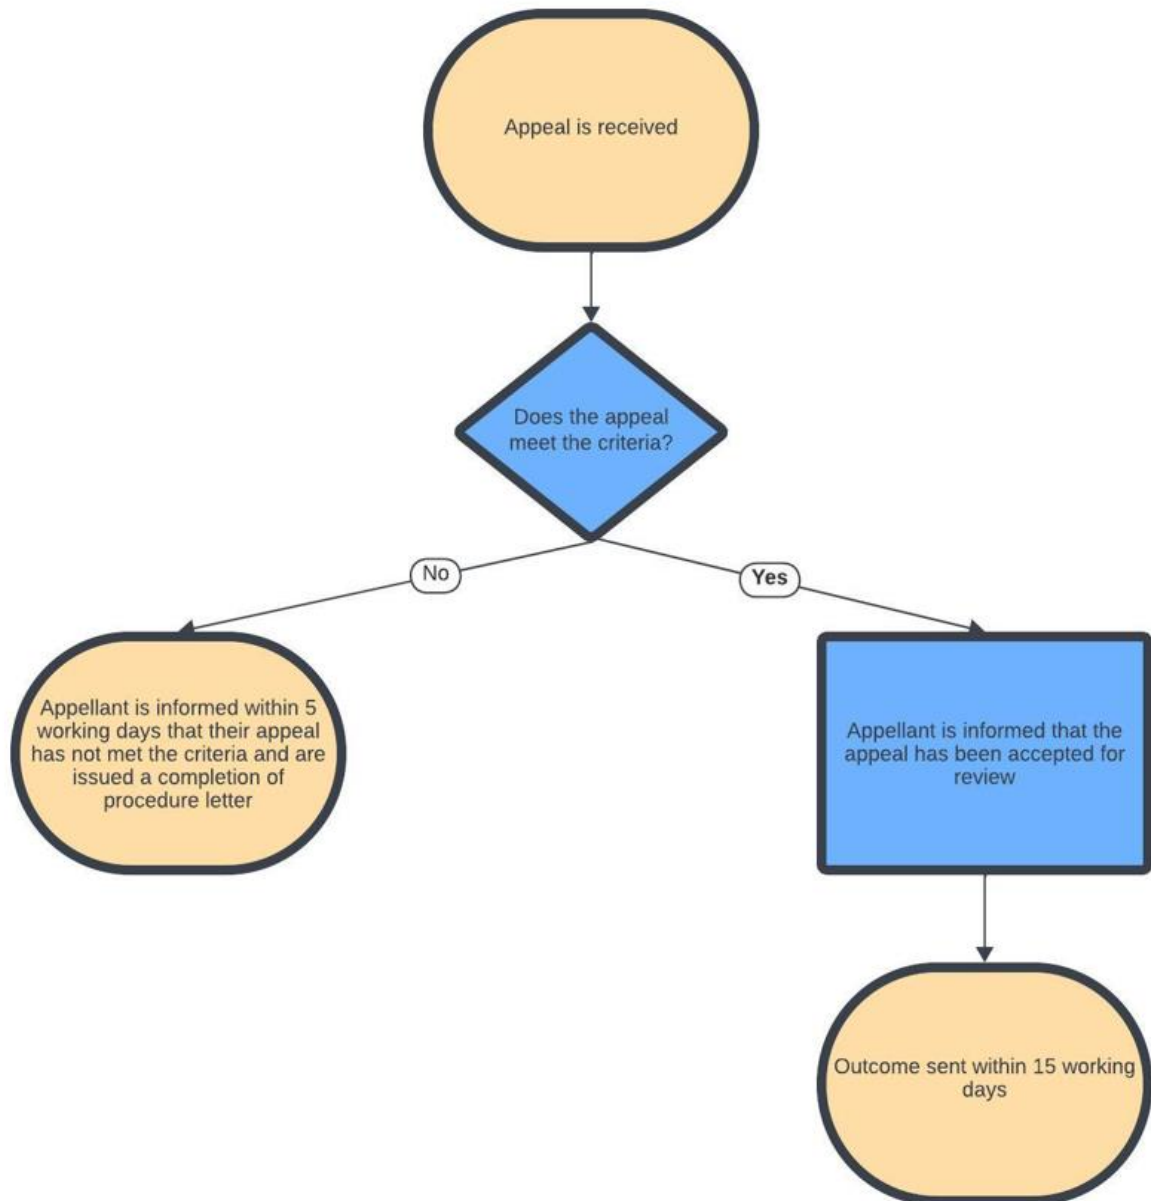 Appeal is received
Does the appeal
meet the criteria?
No
Yes
Appellant is informed within 5
working days that their appeal
has not met the criteria and are
issued a completion of
procedure letter
Appellant is informed that the
appeal has been accepted for
review
Outcome sent within 15 working
days